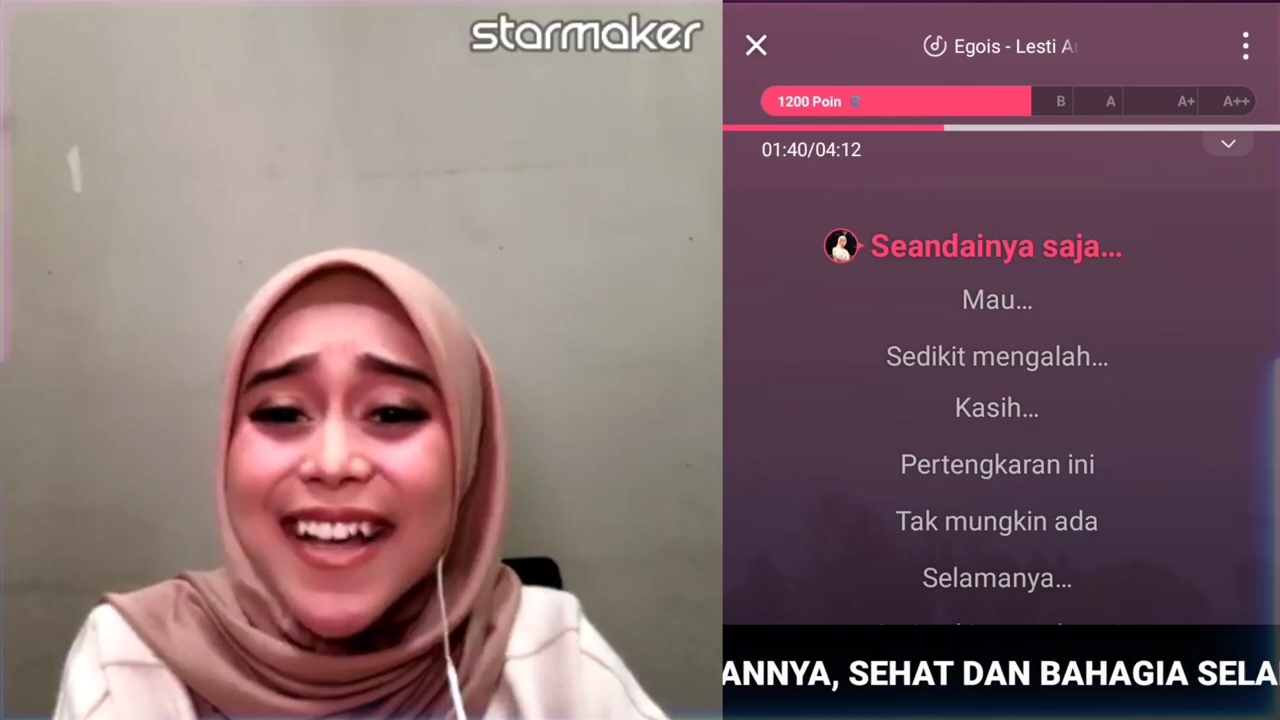 starmaker
Egois - Lesti A
1200 Poin C B A A+ A++
01:40/04:12
Seandainya saja...
Mau...
Sedikit mengalah...
Kasih...
Pertengkaran ini
Tak mungkin ada
Selamanya...
ANNYA, SEHAT DAN BAHAGIA SELA